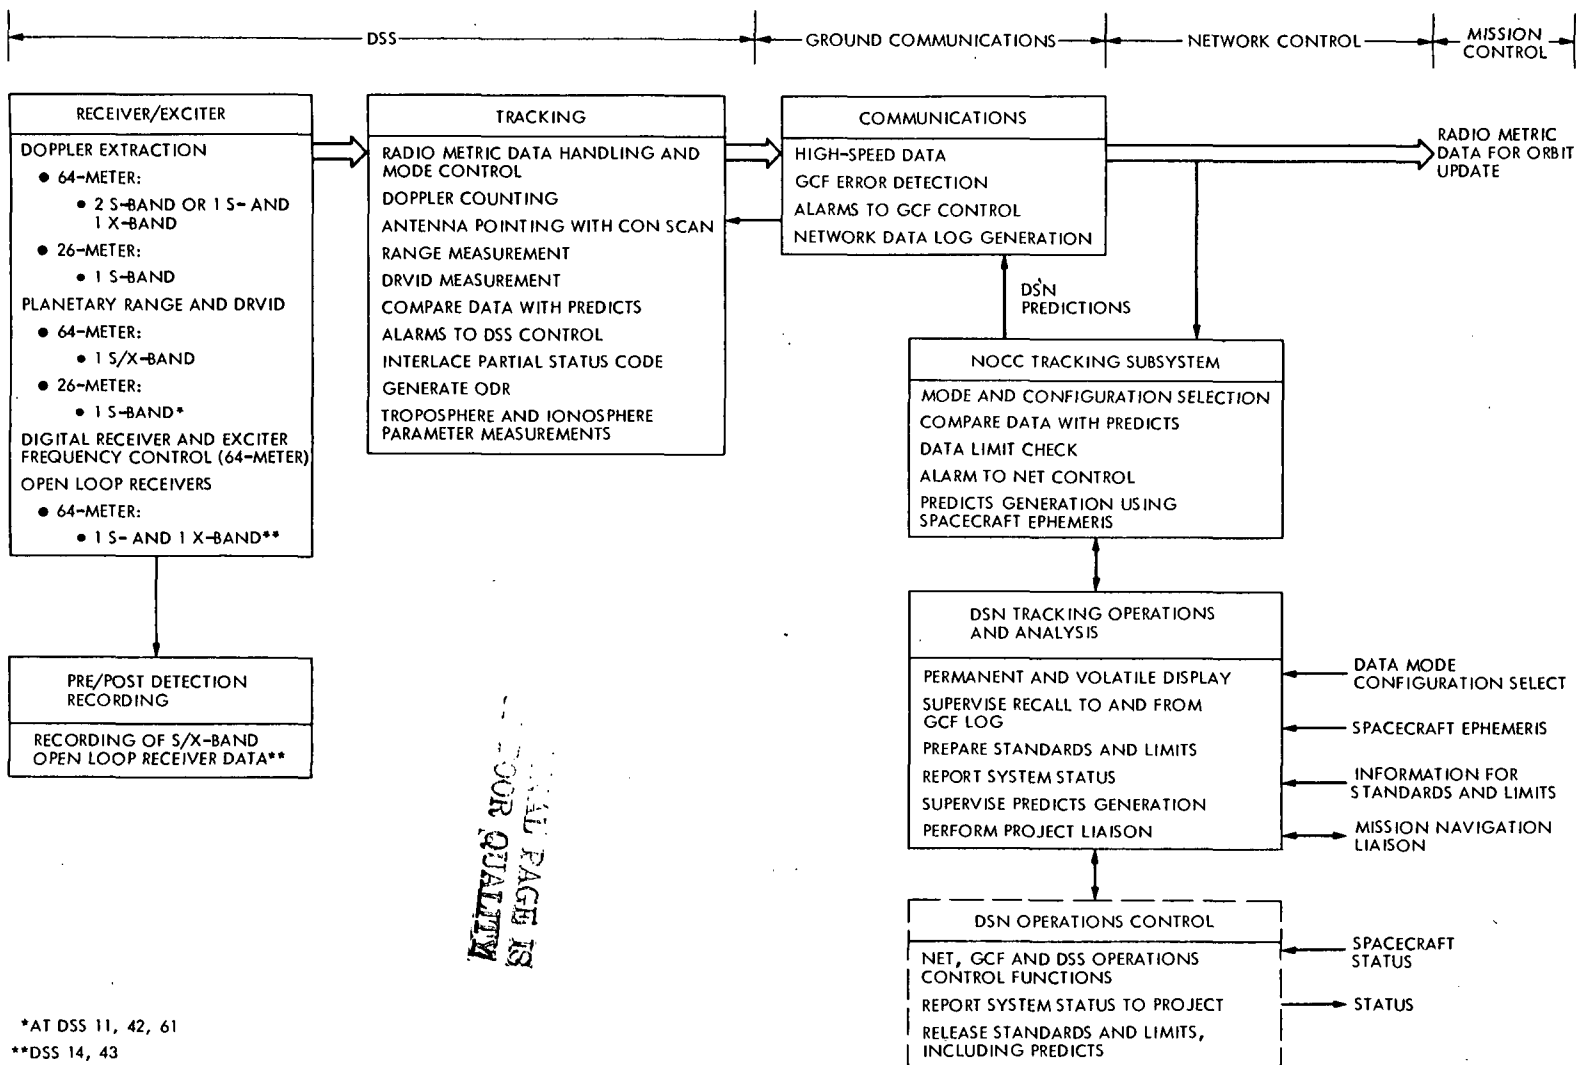 DSS
GROUND COMMUNICATIONS
NETWORK CONTROL
MISSION
CONTROL
RECEIVER/EXCITER
DOPPLER EXTRACTION
• 64-METER:
• 2 S-BAND OR 1 S- AND
1 X-BAND
• 26-METER:
• 1 S-BAND
PLANETARY RANGE AND DRVID
• 64-METER:
• 1 S/X-BAND
• 26-METER:
• 1 S-BAND*
DIGITAL RECEIVER AND EXCITER
FREQUENCY CONTROL (64-METER)
OPEN LOOP RECEIVERS
• 64-METER:
• 1 S- AND 1 X-BAND**
PRE/POST DETECTION
RECORDING
RECORDING OF S/X-BAND
OPEN LOOP RECEIVER DATA**
TRACKING
RADIO METRIC DATA HANDLING AND
MODE CONTROL
DOPPLER COUNTING
ANTENNA POINTING WITH CON SCAN
RANGE MEASUREMENT
DRVID MEASUREMENT
COMPARE DATA WITH PREDICTS
ALARMS TO DSS CONTROL
INTERLACE PARTIAL STATUS CODE
GENERATE ODR
TROPOSPHERE AND IONOSPHERE
PARAMETER MEASUREMENTS
COMMUNICATIONS
HIGH-SPEED DATA
GCF ERROR DETECTION
ALARMS TO GCF CONTROL
NETWORK DATA LOG GENERATION
RADIO METRIC
DATA FOR ORBIT
UPDATE
DSN
PREDICTIONS
NOCC TRACKING SUBSYSTEM
MODE AND CONFIGURATION SELECTION
COMPARE DATA WITH PREDICTS
DATA LIMIT CHECK
ALARM TO NET CONTROL
PREDICTS GENERATION USING
SPACECRAFT EPHEMERIS
DSN TRACKING OPERATIONS
AND ANALYSIS
PERMANENT AND VOLATILE DISPLAY
SUPERVISE RECALL TO AND FROM
GCF LOG
PREPARE STANDARDS AND LIMITS
REPORT SYSTEM STATUS
SUPERVISE PREDICTS GENERATION
PERFORM PROJECT LIAISON
DATA MODE
CONFIGURATION SELECT
SPACECRAFT EPHEMERIS
INFORMATION FOR
STANDARDS AND LIMITS
MISSION NAVIGATION
LIAISON
DSN OPERATIONS CONTROL
NET, GCF AND DSS OPERATIONS
CONTROL FUNCTIONS
REPORT SYSTEM STATUS TO PROJECT
RELEASE STANDARDS AND LIMITS,
INCLUDING PREDICTS
SPACECRAFT
STATUS
STATUS
PAGE IS
QUALITY
*AT DSS 11, 42, 61
**DSS 14, 43